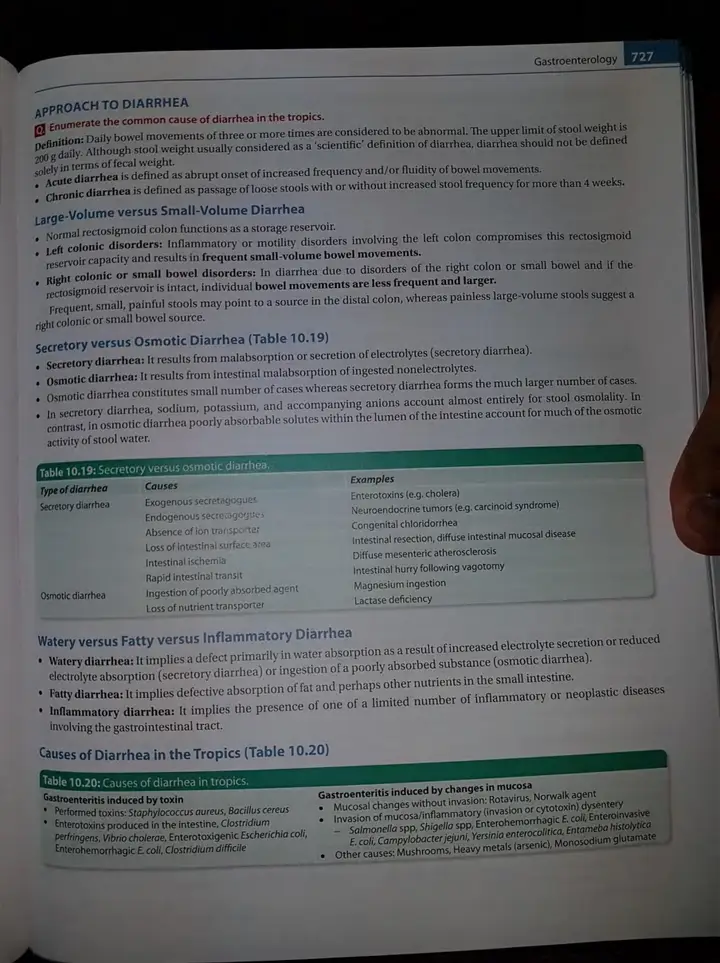 Gastroenterology 727
APPROACH TO DIARRHEA
Q Enumerate the common cause of diarrhea in the tropics.
Definition: Daily bowel movements of three or more times are considered to be abnormal. The upper limit of stool weight is
200 g daily. Although stool weight usually considered as a 'scientific' definition of diarrhea, diarrhea should not be defined
solely in terms of fecal weight.
• Acute diarrhea is defined as abrupt onset of increased frequency and/or fluidity of bowel movements.
• Chronic diarrhea is defined as passage of loose stools with or without increased stool frequency for more than 4 weeks.
Large-Volume versus Small-Volume Diarrhea
• Normal rectosigmoid colon functions as a storage reservoir.
• Left colonic disorders: Inflammatory or motility disorders involving the left colon compromises this rectosigmoid
reservoir capacity and results in frequent small-volume bowel movements.
• Right colonic or small bowel disorders: In diarrhea due to disorders of the right colon or small bowel and if the
rectosigmoid reservoir is intact, individual bowel movements are less frequent and larger.
Frequent, small, painful stools may point to a source in the distal colon, whereas painless large-volume stools suggest a
right colonic or small bowel source.
Secretory versus Osmotic Diarrhea (Table 10.19)
• Secretory diarrhea: It results from malabsorption or secretion of electrolytes (secretory diarrhea).
• Osmotic diarrhea: It results from intestinal malabsorption of ingested nonelectrolytes.
• Osmotic diarrhea constitutes small number of cases whereas secretory diarrhea forms the much larger number of cases.
• In secretory diarrhea, sodium, potassium, and accompanying anions account almost entirely for stool osmolality. In
contrast, in osmotic diarrhea poorly absorbable solutes within the lumen of the intestine account for much of the osmotic
activity of stool water.
Table 10.19: Secretory versus osmotic diarrhea.
Type of diarrhea Causes Examples
Secretory diarrhea Exogenous secretagogues Enterotoxins (e.g. cholera)
Endogenous secretagogues Neuroendocrine tumors (e.g. carcinoid syndrome)
Absence of ion transporter Congenital chloridorrhea
Loss of intestinal surface area Intestinal resection, diffuse intestinal mucosal disease
Intestinal ischemia Diffuse mesenteric atherosclerosis
Rapid intestinal transit Intestinal hurry following vagotomy
Osmotic diarrhea Ingestion of poorly absorbed agent Magnesium ingestion
Loss of nutrient transporter Lactase deficiency
Watery versus Fatty versus Inflammatory Diarrhea
• Watery diarrhea: It implies a defect primarily in water absorption as a result of increased electrolyte secretion or reduced
electrolyte absorption (secretory diarrhea) or ingestion of a poorly absorbed substance (osmotic diarrhea).
• Fatty diarrhea: It implies defective absorption of fat and perhaps other nutrients in the small intestine.
• Inflammatory diarrhea: It implies the presence of one of a limited number of inflammatory or neoplastic diseases
involving the gastrointestinal tract.
Causes of Diarrhea in the Tropics (Table 10.20)
Table 10.20: Causes of diarrhea in tropics.
Gastroenteritis induced by toxin
• Performed toxins: Staphylococcus aureus, Bacillus cereus
• Enterotoxins produced in the intestine, Clostridium
perfringens, Vibrio cholerae, Enterotoxigenic Escherichia coli,
Enterohemorrhagic E. coli, Clostridium difficile
Gastroenteritis induced by changes in mucosa
• Mucosal changes without invasion: Rotavirus, Norwalk agent
• Invasion of mucosa/inflammatory (invasion or cytotoxin) dysentery
– Salmonella spp, Shigella spp, Enterohemorrhagic E. coli, Enteroinvasive
E. coli, Campylobacter jejuni, Yersinia enterocolitica, Entameba histolytica
• Other causes: Mushrooms, Heavy metals (arsenic), Monosodium glutamate